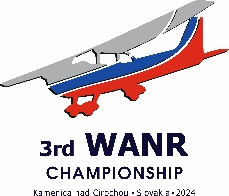 3rd WANR
CHAMPIONSHIP
Kamenica nad Cirochou • Slovakia • 2024